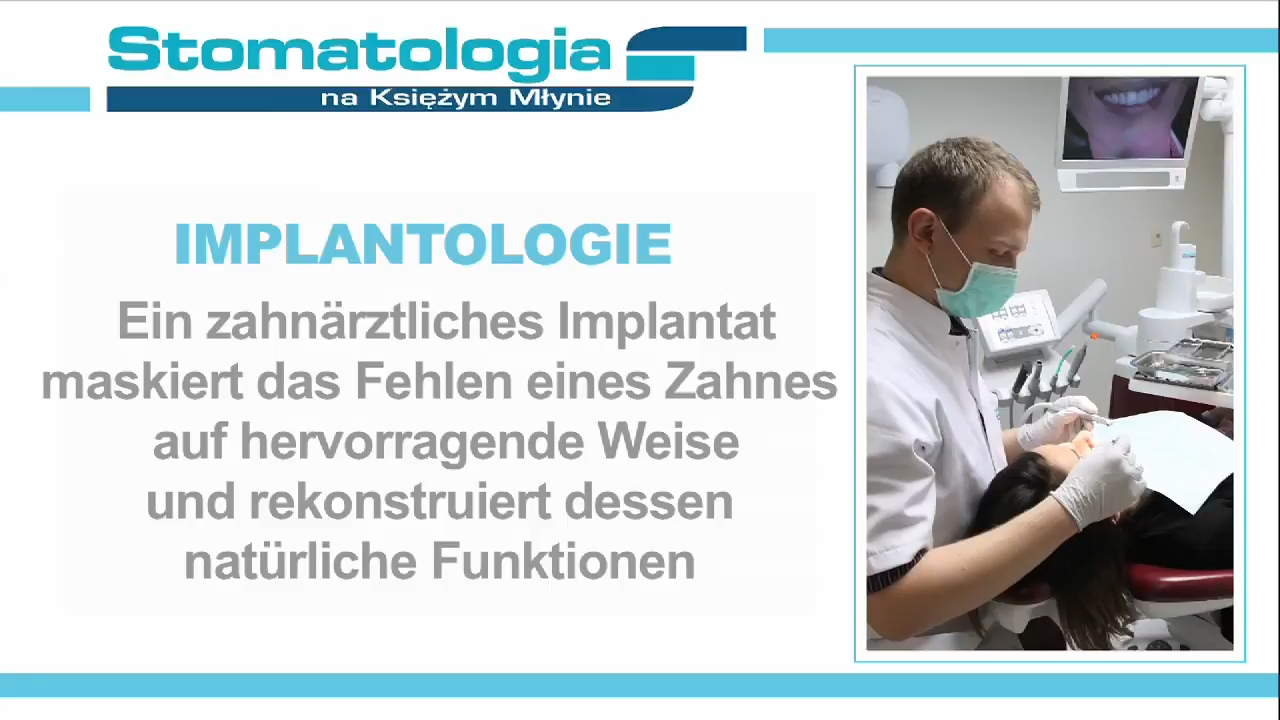 Stomatologia
na Księżym Młynie
IMPLANTOLOGIE
Ein zahnärztliches Implantat
maskiert das Fehlen eines Zahnes
auf hervorragende Weise
und rekonstruiert dessen
natürliche Funktionen